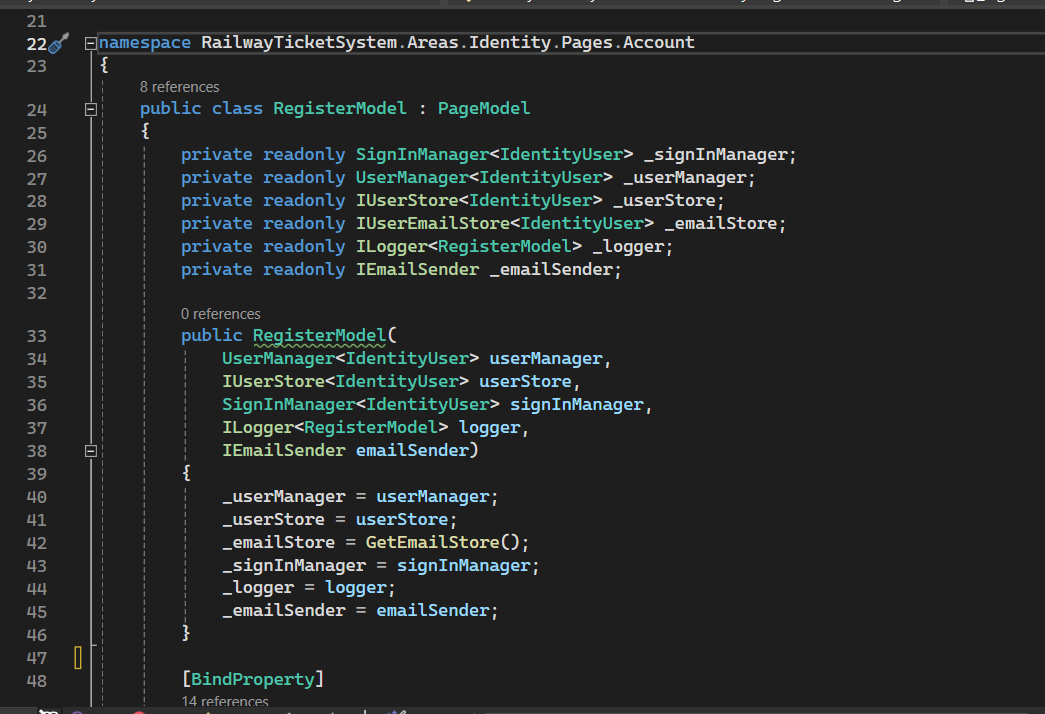 21
22 namespace RailwayTicketSystem.Areas.Identity.Pages.Account
23 {
8 references
24 public class RegisterModel : PageModel
25 {
26 private readonly SignInManager<IdentityUser> _signInManager;
27 private readonly UserManager<IdentityUser> _userManager;
28 private readonly IUserStore<IdentityUser> _userStore;
29 private readonly IUserEmailStore<IdentityUser> _emailStore;
30 private readonly ILogger<RegisterModel> _logger;
31 private readonly IEmailSender _emailSender;
32
0 references
33 public RegisterModel(
34 UserManager<IdentityUser> userManager,
35 IUserStore<IdentityUser> userStore,
36 SignInManager<IdentityUser> signInManager,
37 ILogger<RegisterModel> logger,
38 IEmailSender emailSender)
39 {
40 _userManager = userManager;
41 _userStore = userStore;
42 _emailStore = GetEmailStore();
43 _signInManager = signInManager;
44 _logger = logger;
45 _emailSender = emailSender;
46 }
47
48 [BindProperty]
14 references